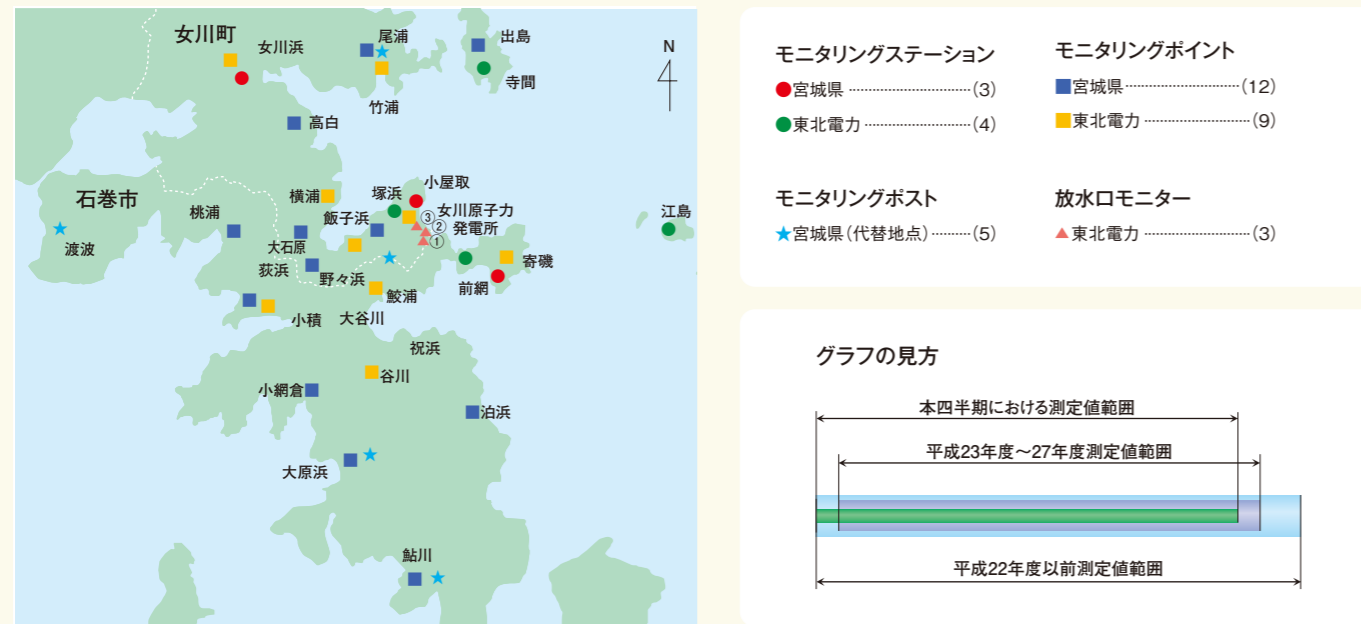 女川町
女川浜
尾浦
出島
N
寺間
竹浦
高白
石巻市
桃浦
渡波
横浦
塚浜
小屋取
飯子浜
③
女川原子力
②
発電所
①
江島
大石原
荻浜
野々浜
寄磯
前網
鮫浦
小積
大谷川
祝浜
谷川
小網倉
泊浜
大原浜
鮎川
モニタリングステーション
●宮城県 ………………(3)
●東北電力 ……………(4)
モニタリングポイント
■宮城県………………(12)
■東北電力 ……………(9)
モニタリングポスト
★宮城県(代替地点)……(5)
放水口モニター
▲東北電力 ……………(3)
グラフの見方
本四半期における測定値範囲
平成23年度〜27年度測定値範囲
平成22年度以前測定値範囲